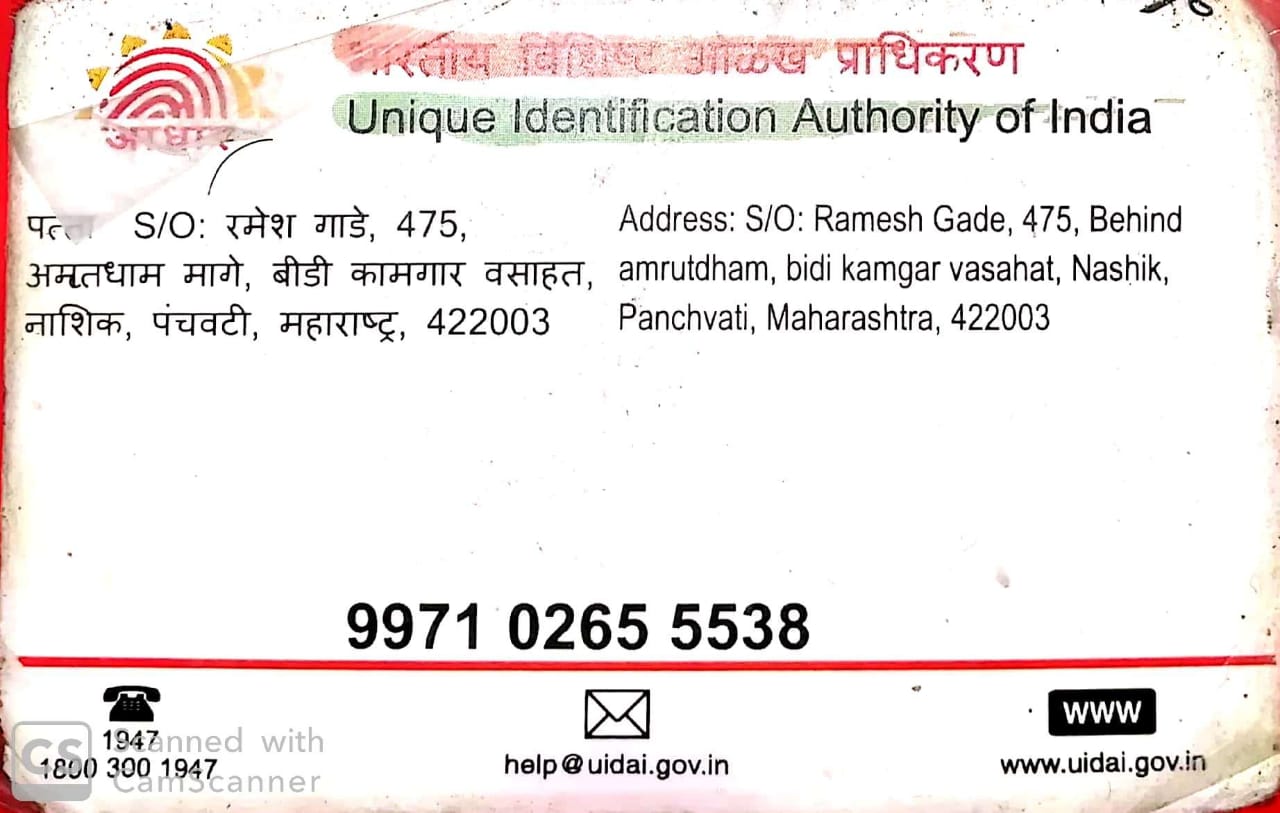 भारतीय विशिष्ट ओळख प्राधिकरण
Unique Identification Authority of India
आधार
पत्ता S/O: रमेश गाडे, 475,
अमृतधाम मागे, बीडी कामगार वसाहत,
नाशिक, पंचवटी, महाराष्ट्र, 422003
Address: S/O: Ramesh Gade, 475, Behind
amrutdham, bidi kamgar vasahat, Nashik,
Panchvati, Maharashtra, 422003
9971 0265 5538
1947
1800 300 1947
help@uidai.gov.in
www
www.uidai.gov.in
CS
Scanned with
CamScanner